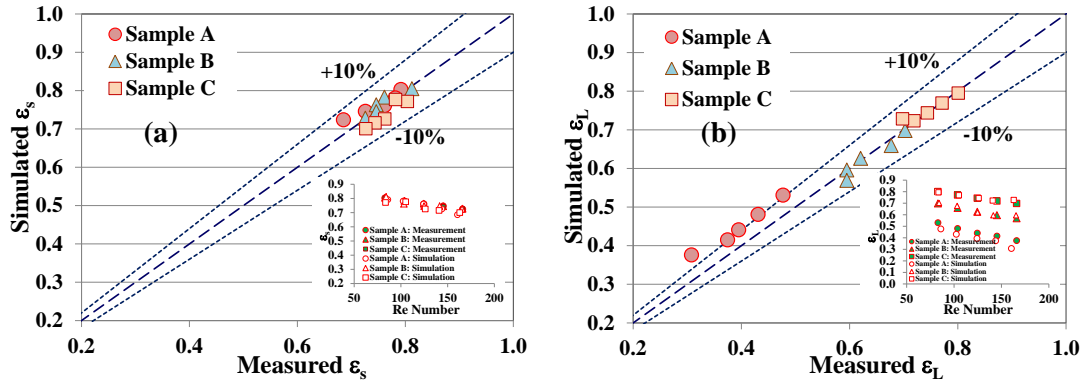 1.0
0.9
0.8
0.7
0.6
0.5
0.4
0.3
0.2
Simulated εs
Sample A
Sample B
Sample C
+10%
(a)
-10%
0.9
0.8
0.7
0.6
0.5
0.4
0.3
0.2
εs
Sample A: Measurement
Sample B: Measurement
Sample C: Measurement
Sample A: Simulation
Sample B: Simulation
Sample C: Simulation
50 100 150 200
Re Number
0.2 0.4 0.6 0.8 1.0
Measured εs
1.0
0.9
0.8
0.7
0.6
0.5
0.4
0.3
0.2
Simulated εL
Sample A
Sample B
Sample C
+10%
(b)
-10%
0.9
0.8
0.7
0.6
0.5
0.4
0.3
0.2
0.1
0.0
εL
Sample A: Measurement
Sample B: Measurement
Sample C: Measurement
Sample A: Simulation
Sample B: Simulation
Sample C: Simulation
50 100 150 200
Re Number
0.2 0.4 0.6 0.8 1.0
Measured εL